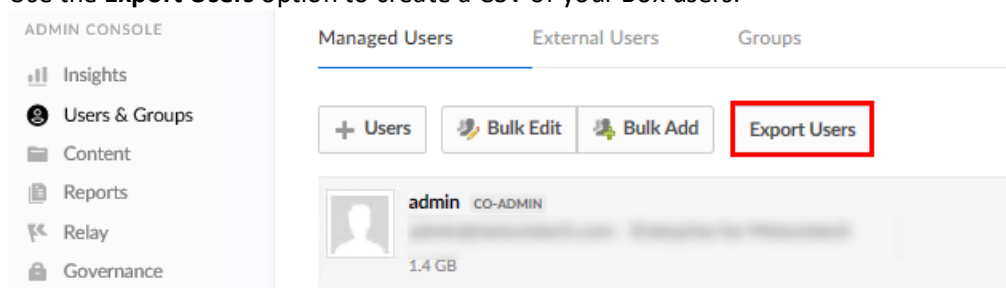 Use the Export Users option to create a CSV of your Box users.
ADMIN CONSOLE
Insights
Users & Groups
Content
Reports
Relay
Governance
Managed Users External Users Groups
+ Users Bulk Edit Bulk Add Export Users
admin CO-ADMIN
1.4 GB